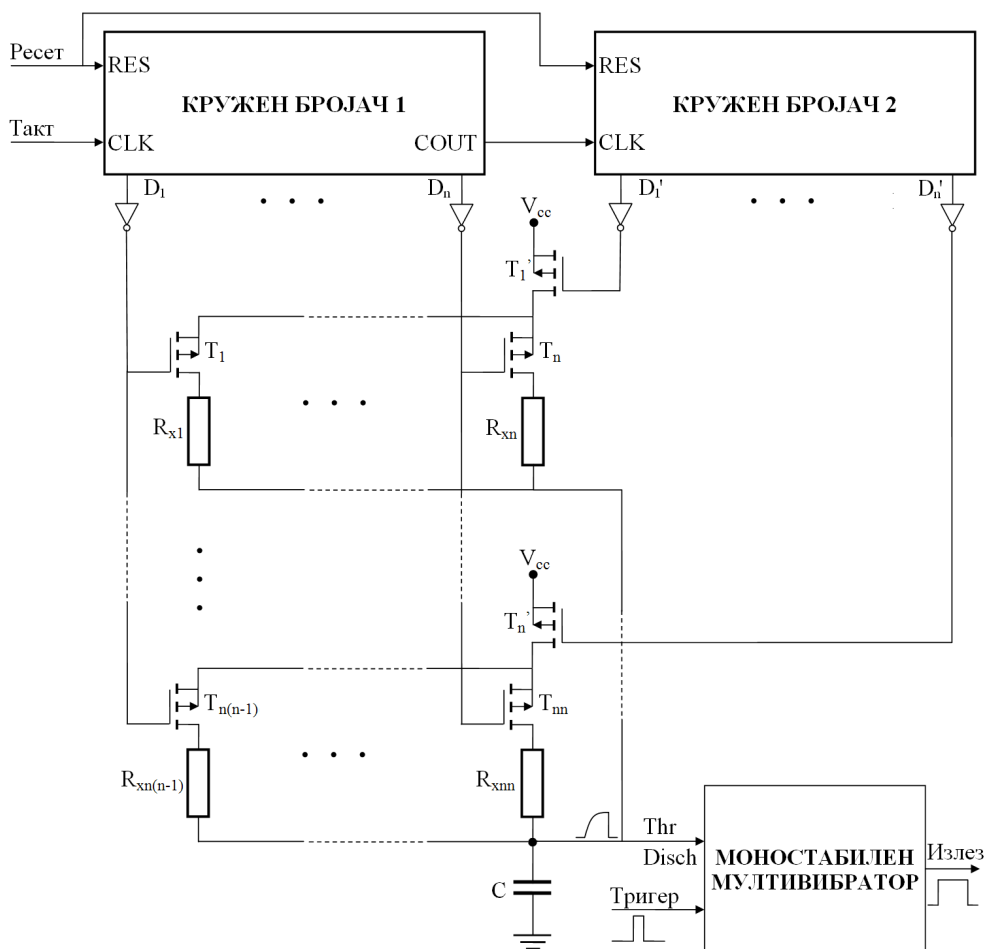 Ресет
RES
RES
КРУЖЕН БРОЈАЧ 1
КРУЖЕН БРОЈАЧ 2
Такт
CLK
COUT
CLK
D1
Dn
D1'
Dn'
Vcc
T1'
T1
Tn
Rx1
Rxn
Vcc
Tn'
Tn(n-1)
Tnn
Rxn(n-1)
Rxnn
Thr
Disch
МОНОСТАБИЛЕН
МУЛТИВИБРАТОР
Излез
C
Тригер